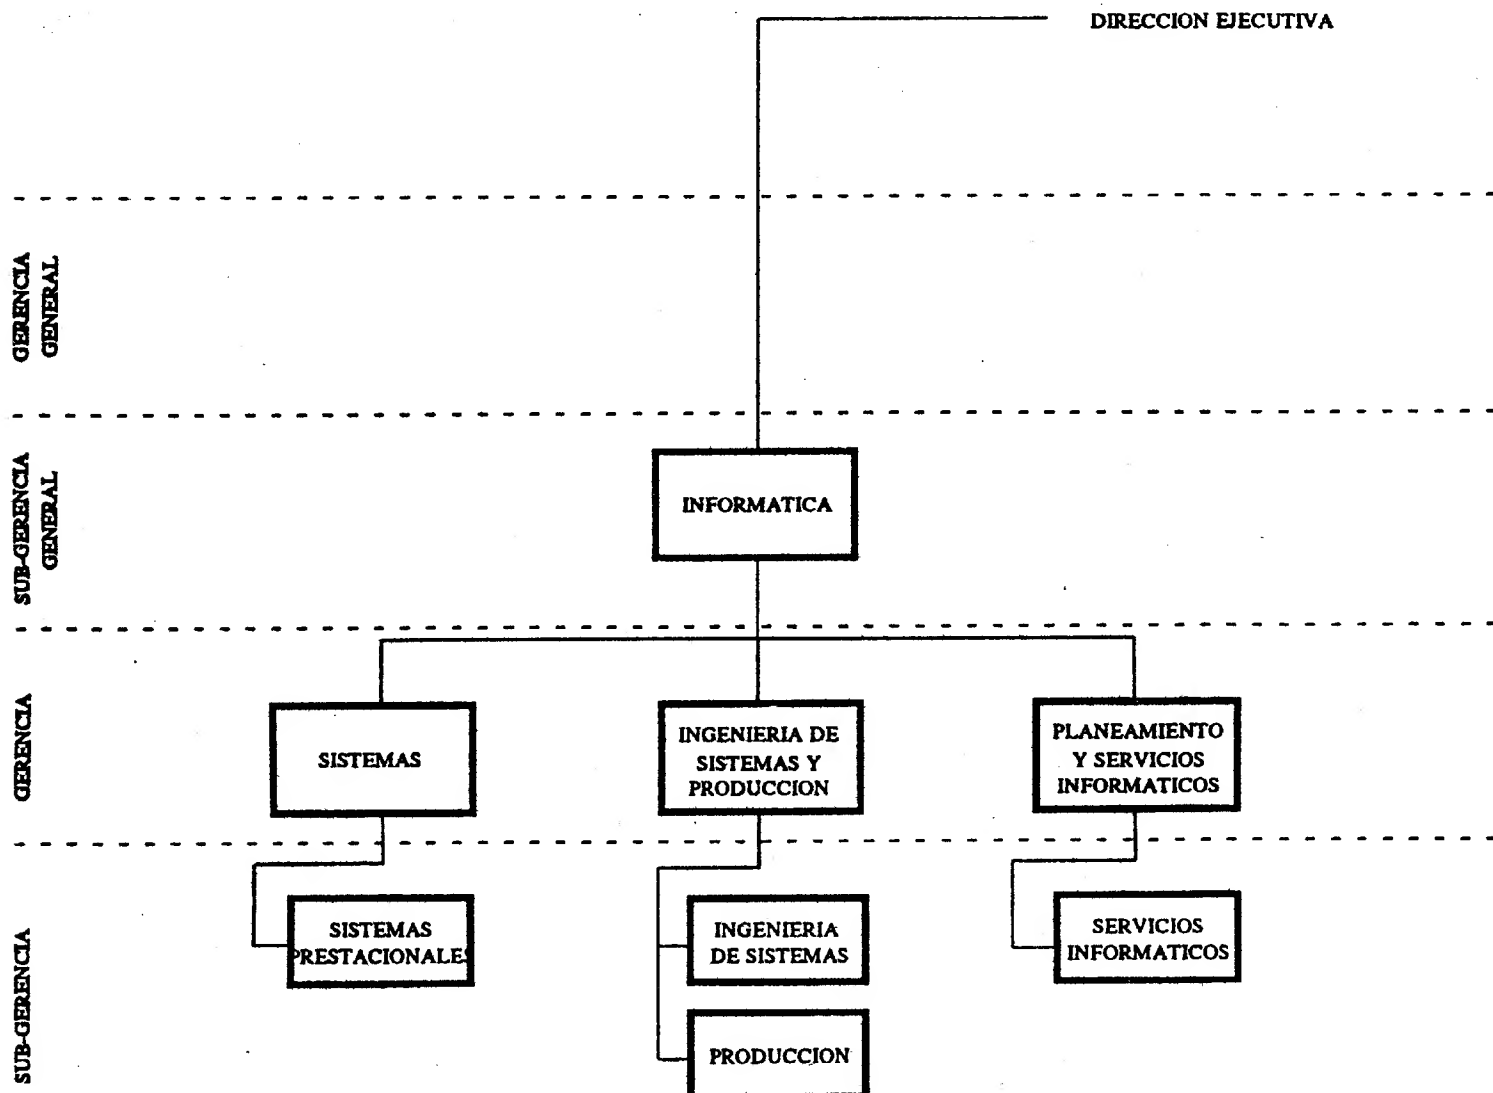 DIRECCION EJECUTIVA
GERENCIA
GENERAL
SUB-GERENCIA
GENERAL
INFORMATICA
GERENCIA
SISTEMAS
INGENIERIA DE
SISTEMAS Y
PRODUCCION
PLANEAMIENTO
Y SERVICIOS
INFORMATICOS
SUB-GERENCIA
SISTEMAS
PRESTACIONALES
INGENIERIA
DE SISTEMAS
SERVICIOS
INFORMATICOS
PRODUCCION